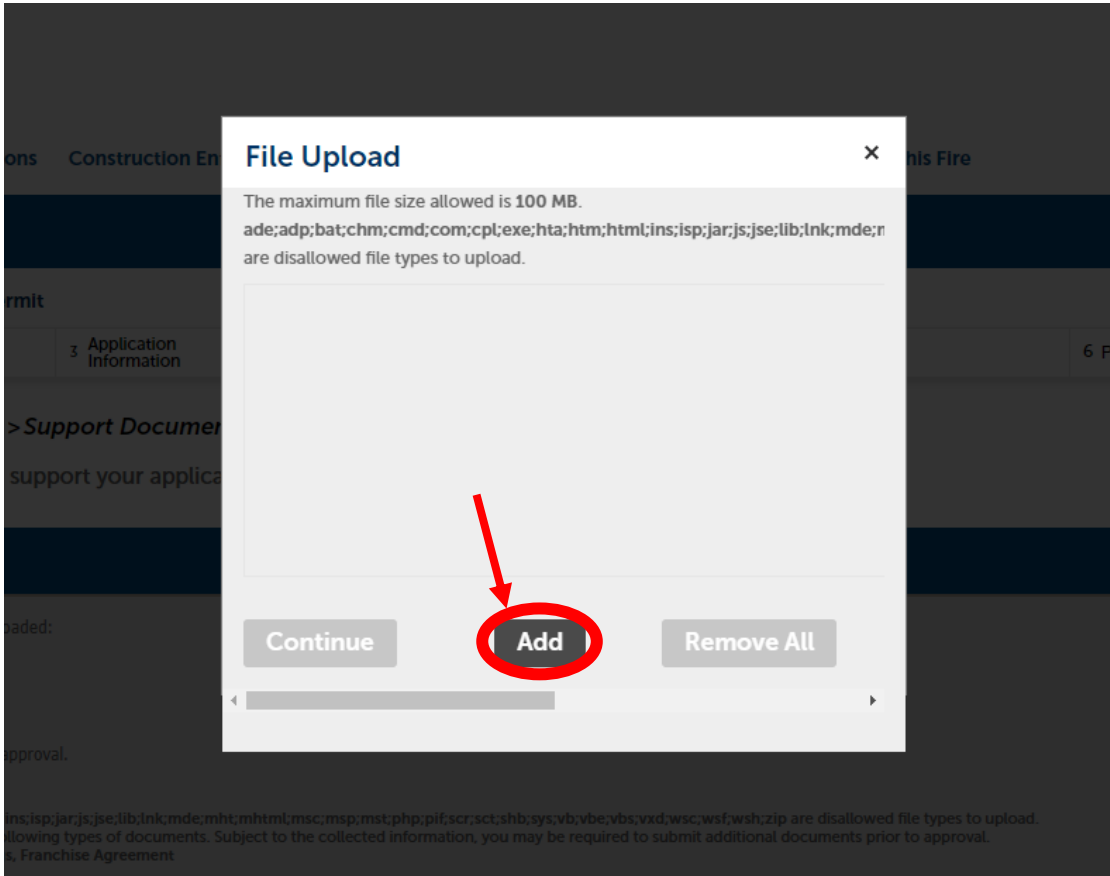 ons Construction En his Fire
File Upload ×
The maximum file size allowed is 100 MB.
ade;adp;bat;chm;cmd;com;cpl;exe;hta;htm;html;ins;isp;jar;js;jse;lib;lnk;mde;
are disallowed file types to upload.
rmit
3 Application
Information
6
>Support Documen
support your applica
Continue Add Remove All
oaded:
approval.
ins;isp;jar;js;jse;lib;lnk;mde;mht;mhtml;msc;msp;mst;php;pif;scr;sct;shb;sys;vb;vbe;vbs;vxd;wsc;wsf;wsh;zip are disallowed file types to upload.
llowing types of documents. Subject to the collected information, you may be required to submit additional documents prior to approval.
s, Franchise Agreement